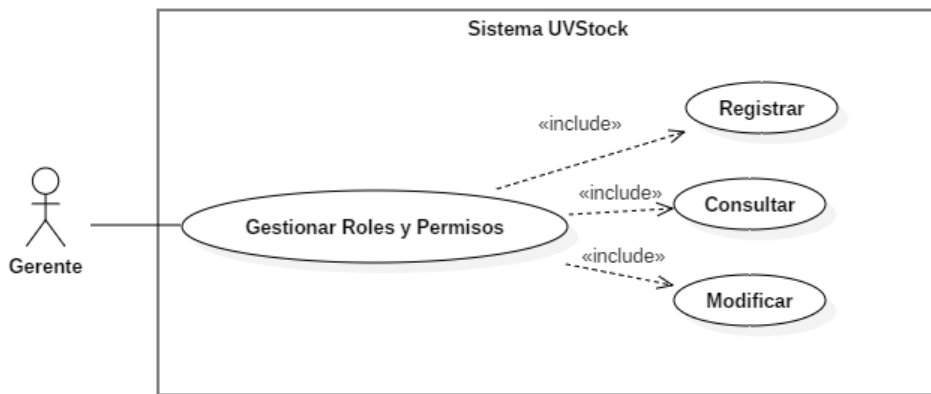 Sistema UVStock
Registrar
«include»
«include»
Consultar
Gestionar Roles y Permisos
«include»
Gerente
Modificar